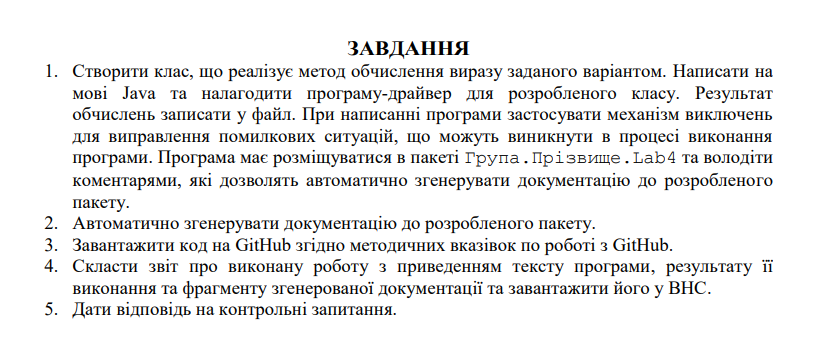 ЗАВДАННЯ
1. Створити клас, що реалізує метод обчислення виразу заданого варіантом. Написати на
мові Java та налагодити програму-драйвер для розробленого класу. Результат
обчислень записати у файл. При написанні програми застосувати механізм виключень
для виправлення помилкових ситуацій, що можуть виникнути в процесі виконання
програми. Програма має розміщуватися в пакеті Група.Прізвище.Lab4 та володіти
коментарями, які дозволять автоматично згенерувати документацію до розробленого
пакету.
2. Автоматично згенерувати документацію до розробленого пакету.
3. Завантажити код на GitHub згідно методичних вказівок по роботі з GitHub.
4. Скласти звіт про виконану роботу з приведенням тексту програми, результату її
виконання та фрагменту згенерованої документації та завантажити його у ВНС.
5. Дати відповідь на контрольні запитання.